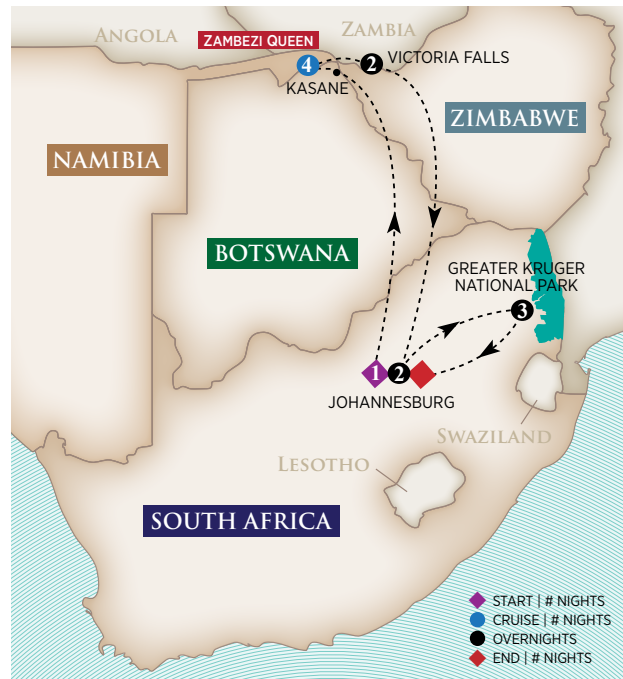 ANGOLA
ZAMBIA
ZAMBEZI QUEEN
4
2
VICTORIA FALLS
KASANE
ZIMBABWE
NAMIBIA
BOTSWANA
GREATER KRUGER
NATIONAL PARK
3
1
2
JOHANNESBURG
SWAZILAND
LESOTHO
SOUTH AFRICA
START | # NIGHTS
CRUISE | # NIGHTS
OVERNIGHTS
END | # NIGHTS